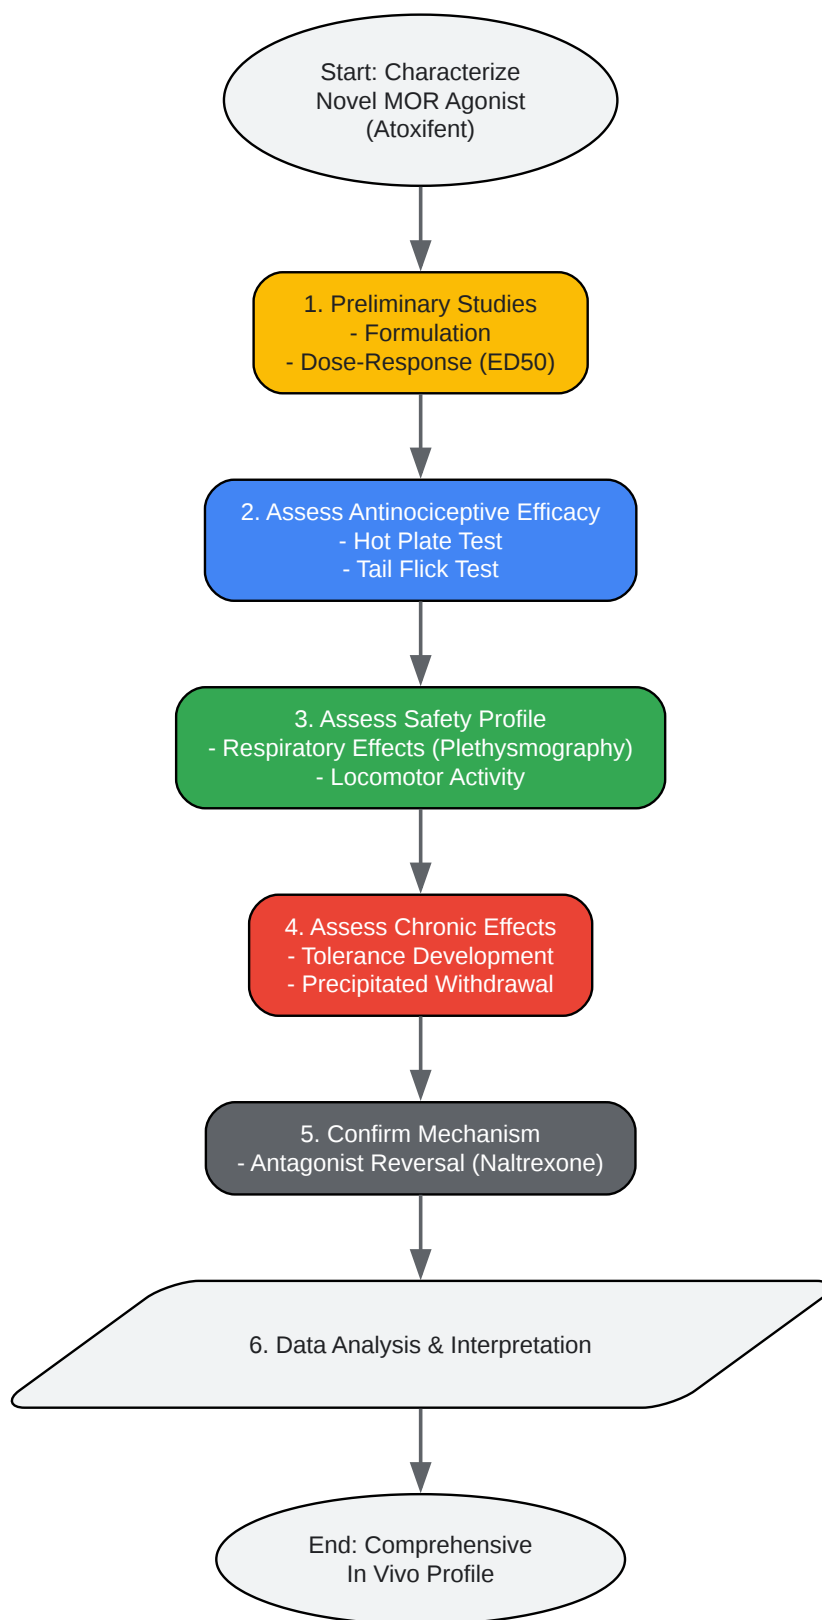 Start: Characterize
Novel MOR Agonist
(Atoxifent)
1. Preliminary Studies
- Formulation
- Dose-Response (ED50)
2. Assess Antinociceptive Efficacy
- Hot Plate Test
- Tail Flick Test
3. Assess Safety Profile
- Respiratory Effects (Plethysmography)
- Locomotor Activity
4. Assess Chronic Effects
- Tolerance Development
- Precipitated Withdrawal
5. Confirm Mechanism
- Antagonist Reversal (Naltrexone)
6. Data Analysis & Interpretation
End: Comprehensive
In Vivo Profile